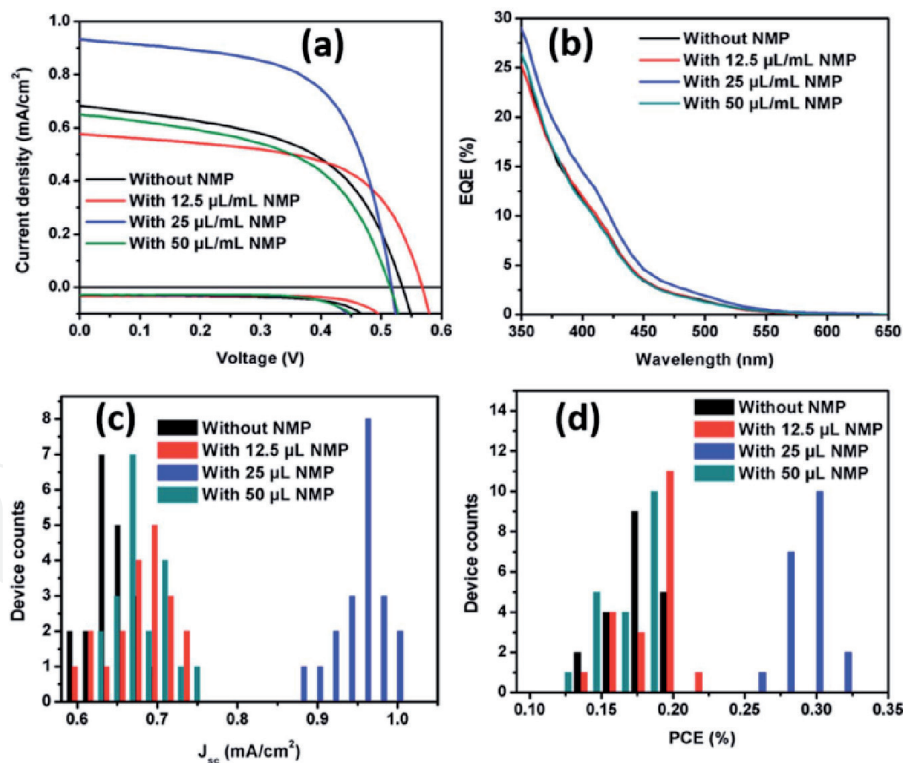 (a)
Current density (mA/cm²)
1.0
0.8
0.6
0.4
0.2
0.0
Without NMP
With 12.5 µL/mL NMP
With 25 µL/mL NMP
With 50 µL/mL NMP
0.0 0.1 0.2 0.3 0.4 0.5 0.6
Voltage (V)
(b)
EQE (%)
30
25
20
15
10
5
0
Without NMP
With 12.5 µL/mL NMP
With 25 µL/mL NMP
With 50 µL/mL NMP
350 400 450 500 550 600 650
Wavelength (nm)
(c)
Device counts
8
7
6
5
4
3
2
1
0
Without NMP
With 12.5 µL NMP
With 25 µL NMP
With 50 µL NMP
0.6 0.7 0.8 0.9 1.0
Jsc (mA/cm²)
(d)
Device counts
14
12
10
8
6
4
2
0
Without NMP
With 12.5 µL NMP
With 25 µL NMP
With 50 µL NMP
0.10 0.15 0.20 0.25 0.30 0.35
PCE (%)